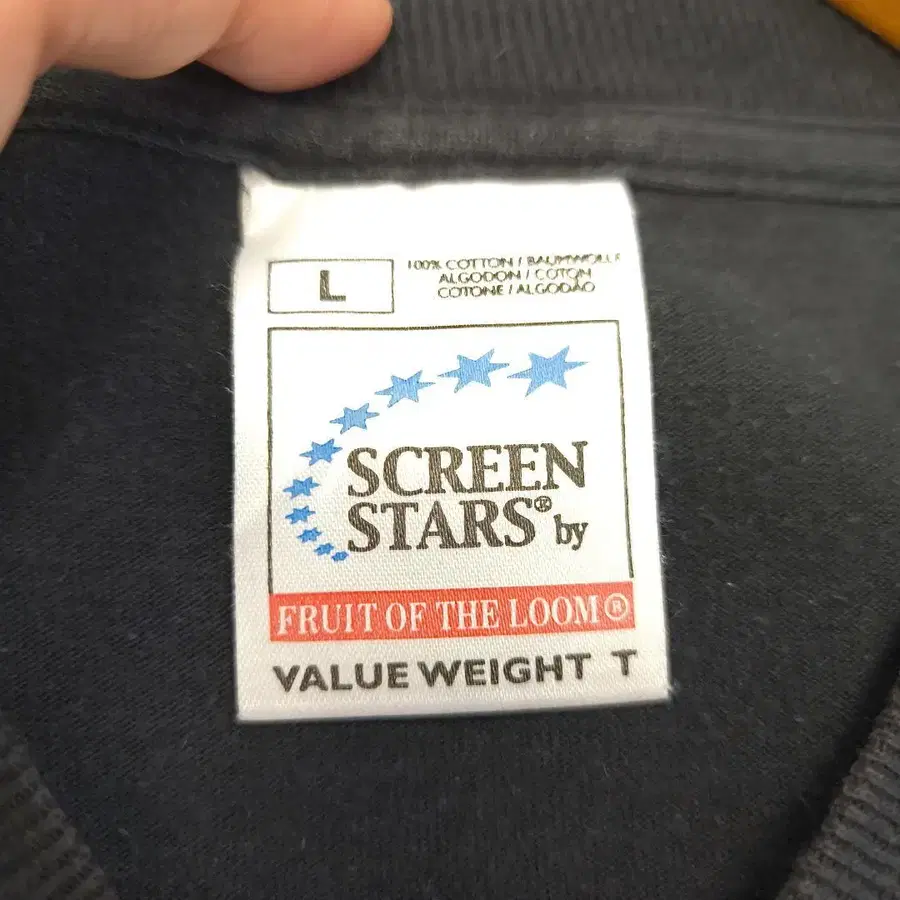 L
100% COTTON / BAUMWOLLE
ALGODON / COTON
COTONE / ALGODÃO
SCREEN
STARS® by
FRUIT OF THE LOOM®
VALUE WEIGHT T